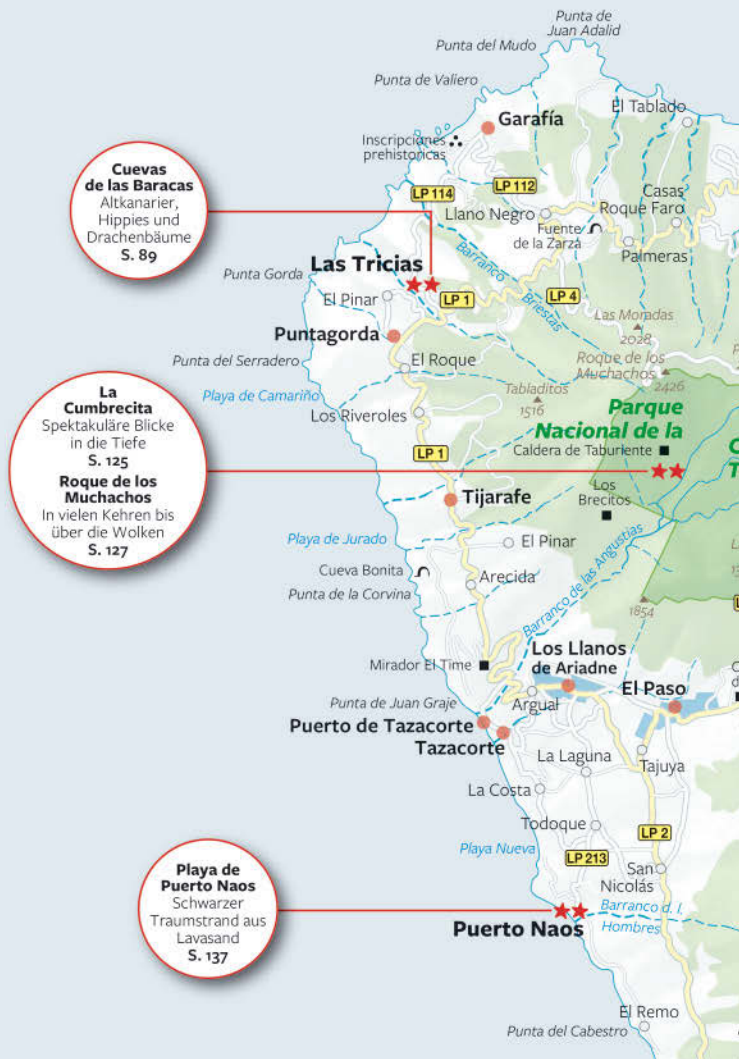 Punta de
Juan Adalid
Punta del Mudo
Punta de Valiero
El Tablado
Garafía
Inscripciones
prehistoricas
Cuevas
de las Baracas
Altkanarier,
Hippies und
Drachenbäume
S. 89
LP 114
LP 112
Casas
Roque Faro
Llano Negro
Fuente
de la Zarza
Palmeras
Barranco
Briestas
Las Tricias
Punta Gorda
El Pinar
LP 1
LP 4
Las Moradas
2028
Puntagorda
Roque de los
Muchachos
2426
Punta del Serradero
El Roque
Playa de Camariño
Tabladitos
1516
Los Riveroles
Parque
Nacional de la
Caldera de Taburiente
La
Cumbrecita
Spektakuläre Blicke
in die Tiefe
S. 125
Roque de los
Muchachos
In vielen Kehren bis
über die Wolken
S. 127
LP 1
Los
Brecitos
Tijarafe
Playa de Jurado
El Pinar
Cueva Bonita
Arecida
Barranco de las Angustias
Punta de la Corvina
1854
Mirador El Time
Los Llanos
de Ariadne
El Paso
Punta de Juan Graje
Argual
Puerto de Tazacorte
Tazacorte
La Laguna
Tajuya
La Costa
Todoque
LP 2
Playa Nueva
LP 213
San
Nicolás
Playa de
Puerto Naos
Schwarzer
Traumstrand aus
Lavasand
S. 137
Barranco d. l.
Hombres
Puerto Naos
El Remo
Punta del Cabestro